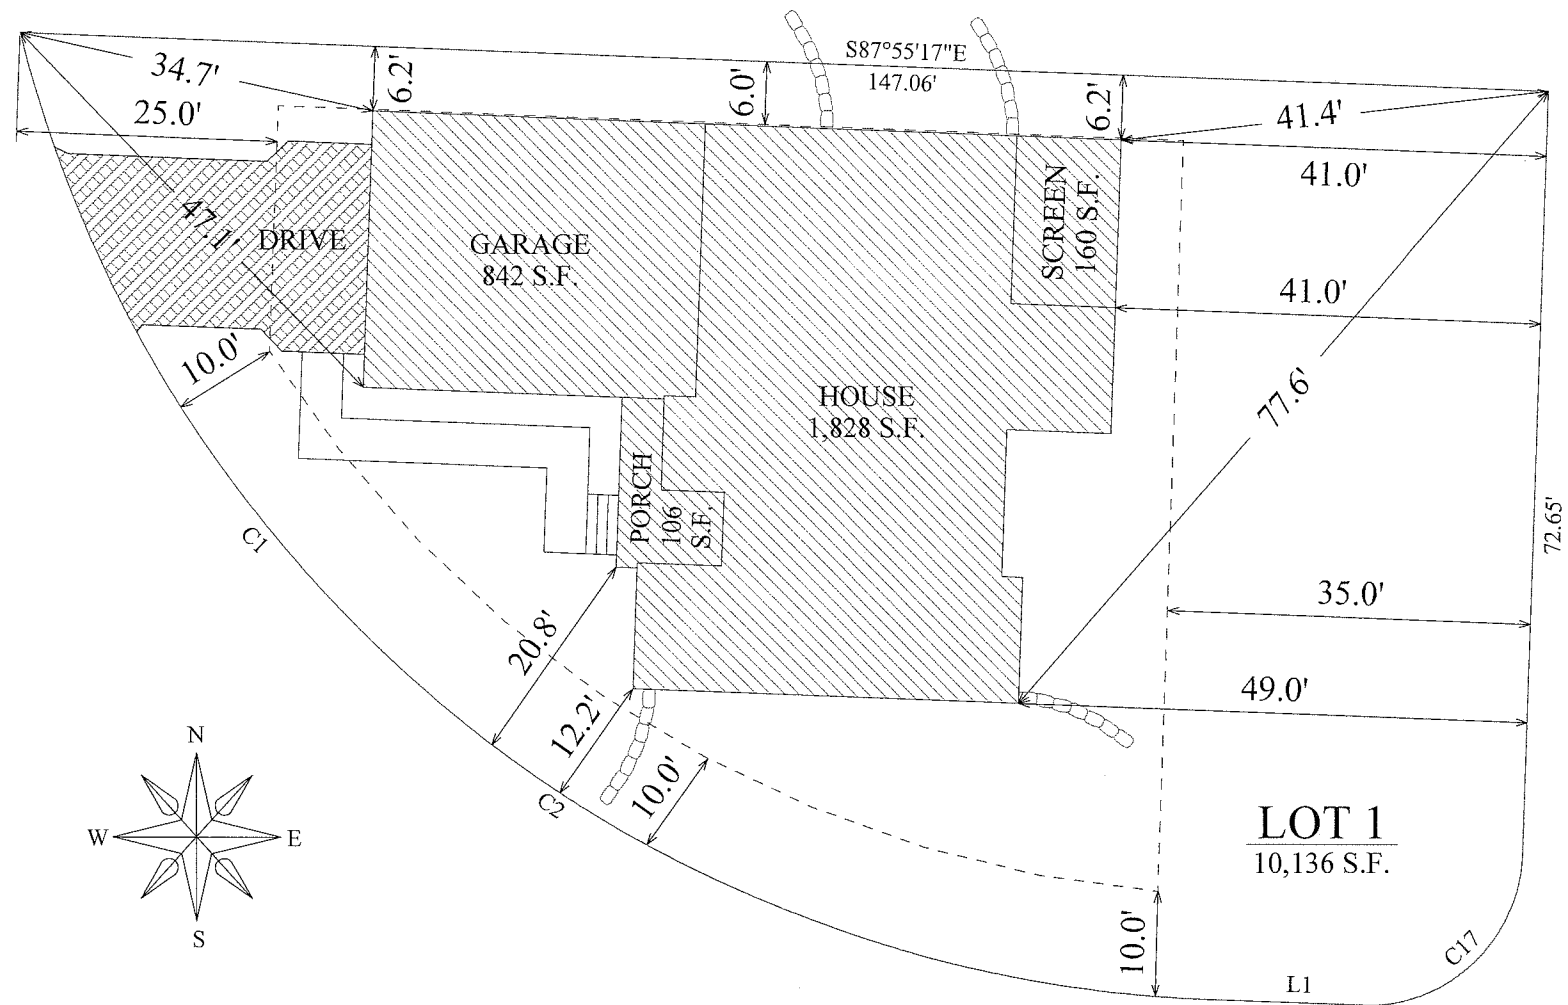 S87°55'17"E
147.06'
34.7'
6.2'
6.0'
6.2'
25.0'
41.4'
41.0'
SCREEN
160 S.F.
47.1'
DRIVE
GARAGE
842 S.F.
41.0'
10.0'
HOUSE
1,828 S.F.
77.6'
PORCH
106
S.F.
72.65'
C1
20.8'
35.0'
12.2'
49.0'
C2
10.0'
N
W
E
S
LOT 1
10,136 S.F.
10.0'
C17
L1